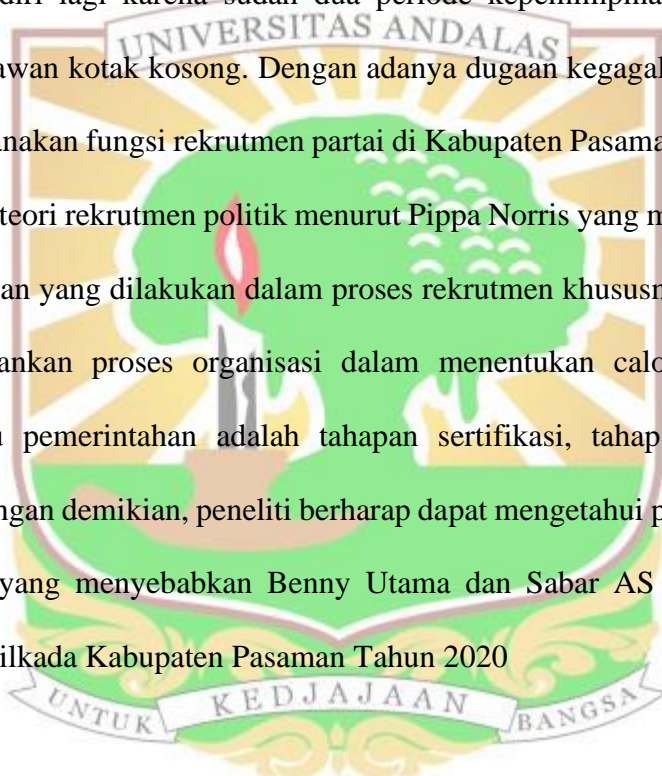 diri lagi karena sudah dua periode kepemimpina
UNIVERSITAS ANDALAS
awan kotak kosong. Dengan adanya dugaan kegagal
anakan fungsi rekrutmen partai di Kabupaten Pasama
teori rekrutmen politik menurut Pippa Norris yang m
an yang dilakukan dalam proses rekrutmen khususn
ankan proses organisasi dalam menentukan calo
u pemerintahan adalah tahapan sertifikasi, tahap
ngan demikian, peneliti berharap dapat mengetahui p
yang menyebabkan Benny Utama dan Sabar AS
ilkada Kabupaten Pasaman Tahun 2020
UNTUK KEDJAJAAN BANGSA